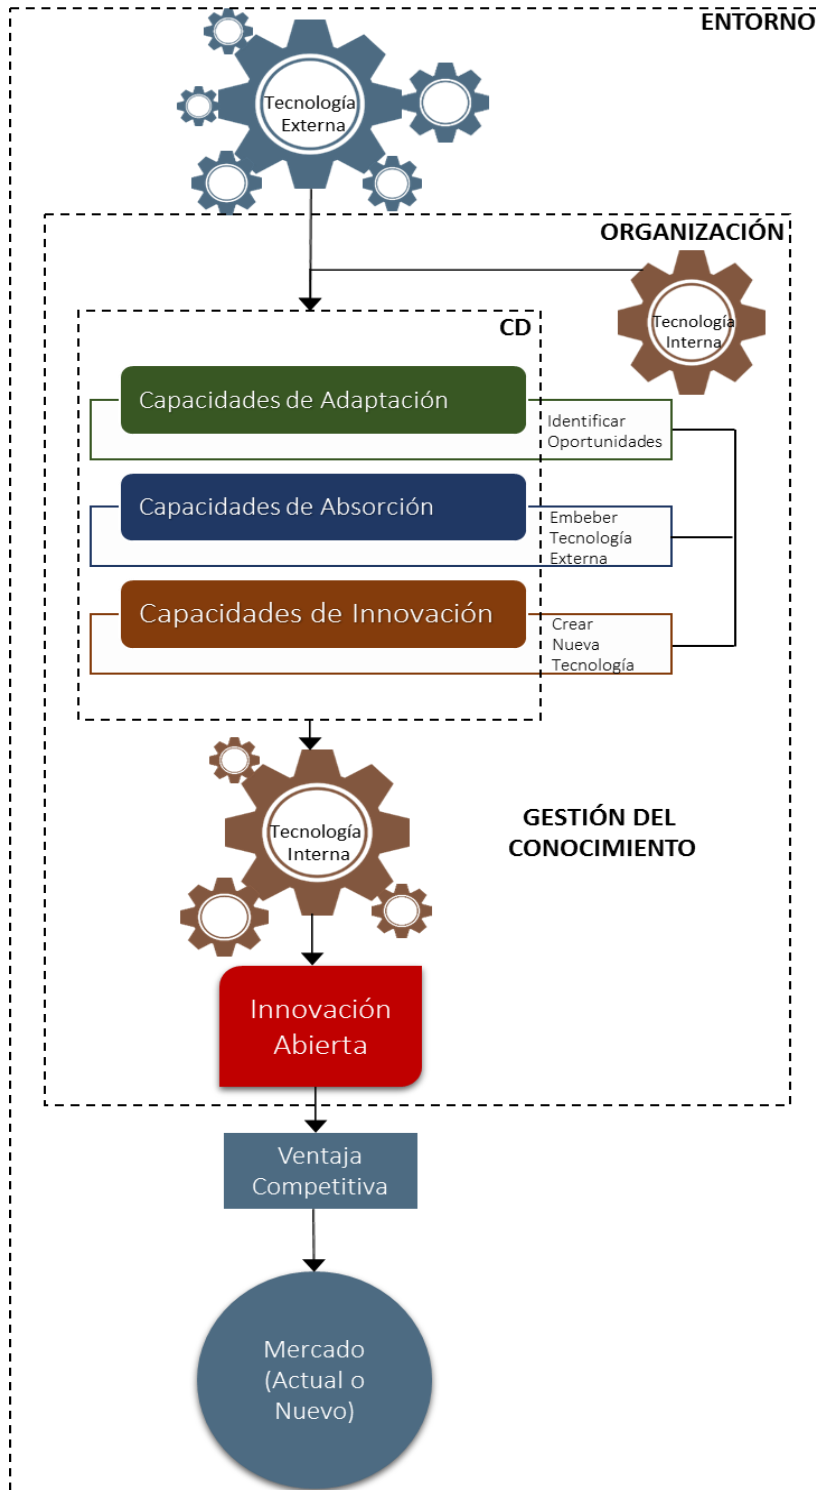 ENTORNO
Tecnología
Externa
ORGANIZACIÓN
Tecnología
Interna
CD
Capacidades de Adaptación
Identificar
Oportunidades
Capacidades de Absorción
Embeber
Tecnología
Externa
Capacidades de Innovación
Crear
Nueva
Tecnología
Tecnología
Interna
GESTIÓN DEL
CONOCIMIENTO
Innovación
Abierta
Ventaja
Competitiva
Mercado
(Actual o
Nuevo)